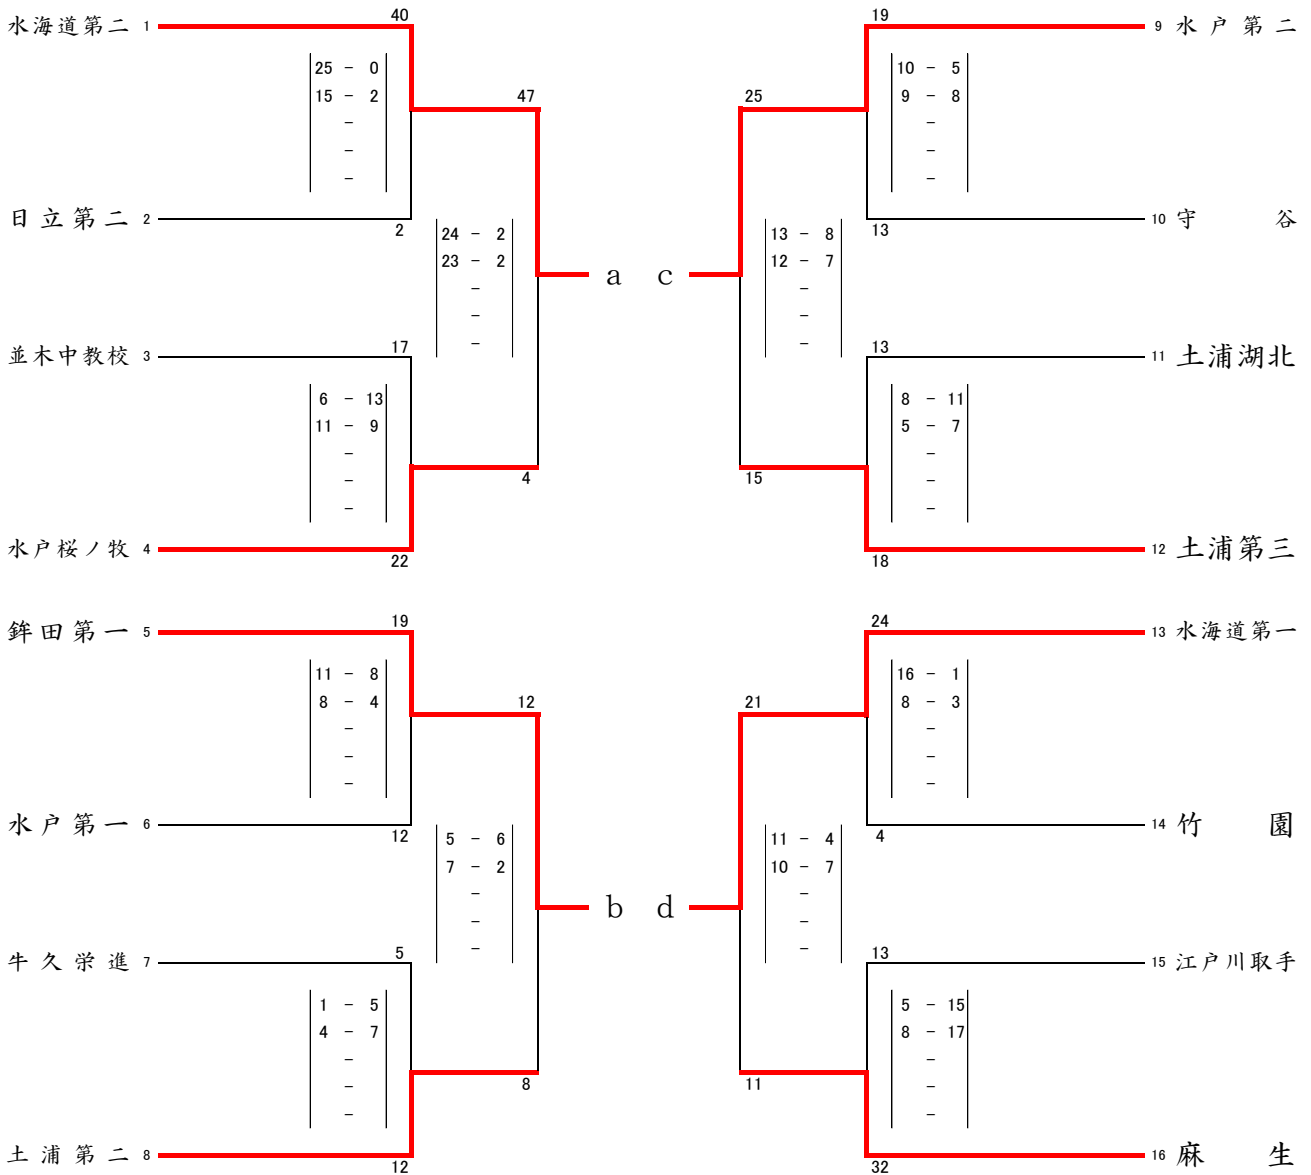 水海道第二 1 40 19 9 水戸第二
25 - 0 10 - 5
15 - 2 47 25 9 - 8
- -
- -
- -
日立第二 2 2 13 10 守谷
24 - 2 13 - 8
23 - 2 12 - 7
- a c -
- -
- -
並木中教校 3 17 13 11 土浦湖北
6 - 13 8 - 11
11 - 9 5 - 7
- -
- 4 15 -
- -
水戸桜ノ牧 4 22 18 12 土浦第三
鉾田第一 5 19 24 13 水海道第一
11 - 8 16 - 1
8 - 4 12 21 8 - 3
- -
- -
- -
水戸第一 6 12 4 14 竹園
5 - 6 11 - 4
7 - 2 10 - 7
- -
- b d -
- -
牛久栄進 7 5 13 15 江戸川取手
1 - 5 5 - 15
4 - 7 8 - 17
- -
- 8 11 -
- -
土浦第二 8 12 32 16 麻生